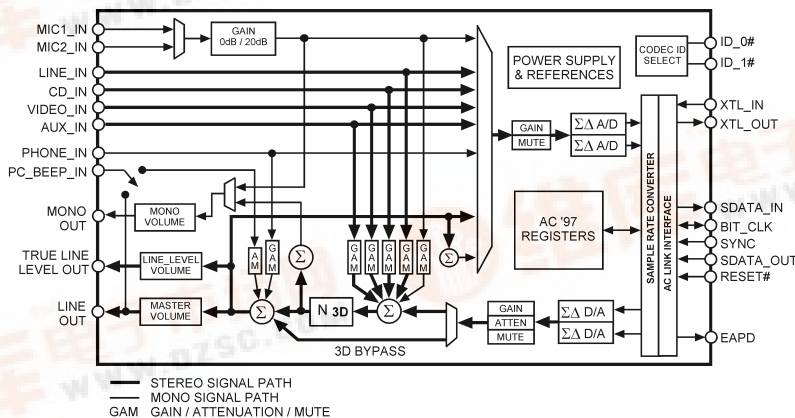 MIC1_IN
MIC2_IN
LINE_IN
CD_IN
VIDEO_IN
AUX_IN
PHONE_IN
PC_BEEP_IN
MONO
OUT
TRUE LINE
LEVEL OUT
LINE
OUT
GAIN
0dB / 20dB
POWER SUPPLY
& REFERENCES
CODEC ID
SELECT
ID_0#
ID_1#
XTL_IN
XTL_OUT
GAIN
MUTE
ΣΔ A/D
ΣΔ A/D
SAMPLE RATE CONVERTER
AC LINK INTERFACE
AC '97
REGISTERS
SDATA_IN
BIT_CLK
SYNC
SDATA_OUT
RESET#
EAPD
MONO
VOLUME
LINE_LEVEL
VOLUME
MASTER
VOLUME
AM
GAM
Σ
GAM
GAM
GAM
GAM
GAM
Σ
Σ
N 3D
Σ
GAIN
ATTEN
MUTE
ΣΔ D/A
ΣΔ D/A
3D BYPASS
STEREO SIGNAL PATH
MONO SIGNAL PATH
GAM GAIN / ATTENUATION / MUTE